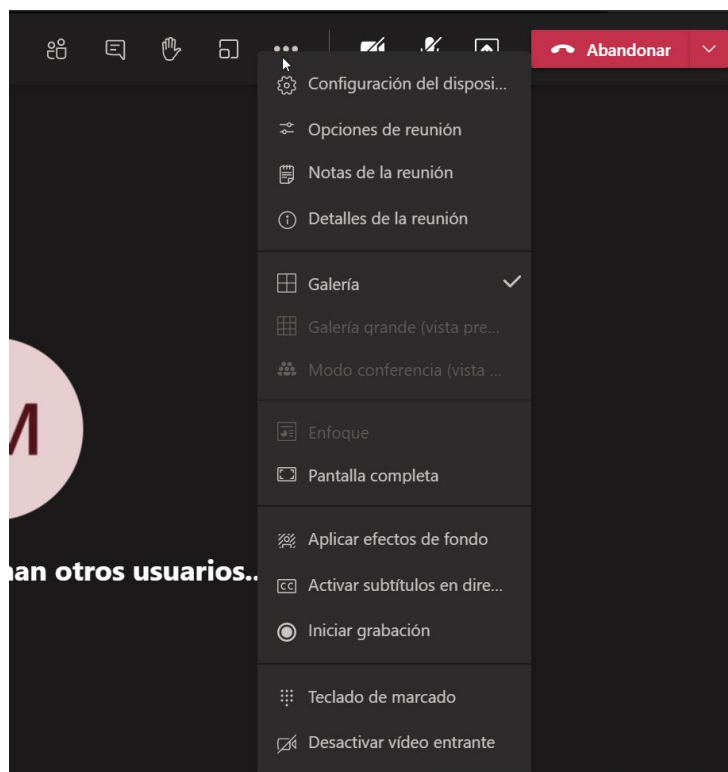 Abandonar
Configuración del disposi...
Opciones de reunión
Notas de la reunión
Detalles de la reunión
Galería
Galería grande (vista pre...
Modo conferencia (vista ...
Enfoque
Pantalla completa
M
an otros usuarios..
Aplicar efectos de fondo
CC Activar subtítulos en dire...
Iniciar grabación
Teclado de marcado
Desactivar vídeo entrante